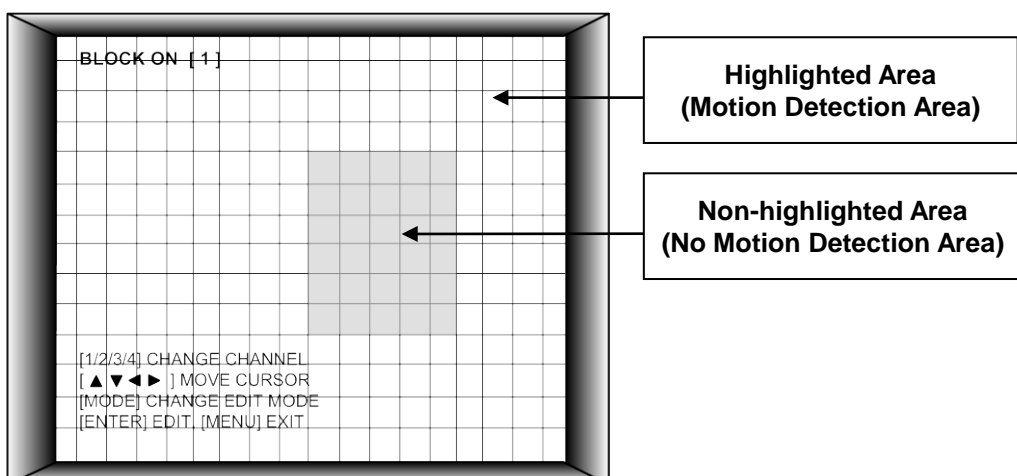 BLOCK ON [ 1 ]
Highlighted Area
(Motion Detection Area)
Non-highlighted Area
(No Motion Detection Area)
[1/2/3/4] CHANGE CHANNEL
[ ▲ ▼ ◀ ▶ ] MOVE CURSOR
[MODE] CHANGE EDIT MODE
[ENTER] EDIT, [MENU] EXIT